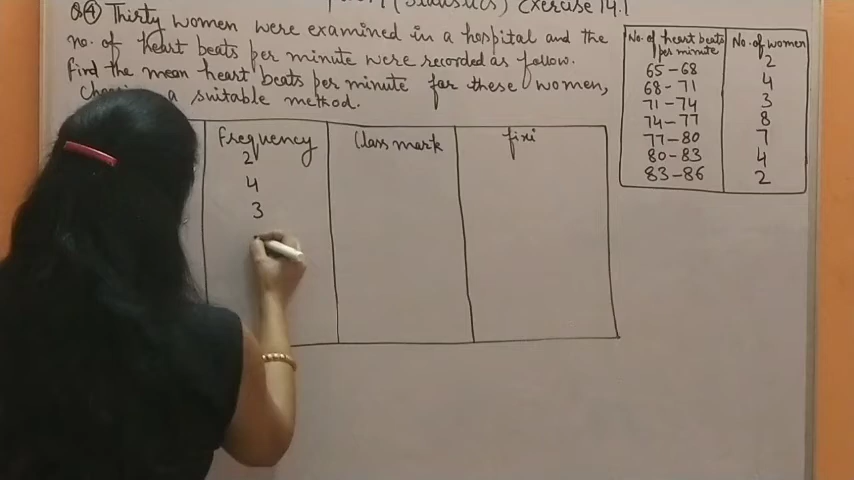 (Statistics) Exercise 14.1
Q④ Thirty women were examined in a hospital and the
no. of heart beats per minute were recorded as follow.
find the mean heart beats per minute for these women,
a suitable method.
No. of heart beats per minute No. of women
65-68 2
68-71 4
71-74 3
74-77 8
77-80 7
80-83 4
83-86 2
frequency Class mark fixi
2
4
3